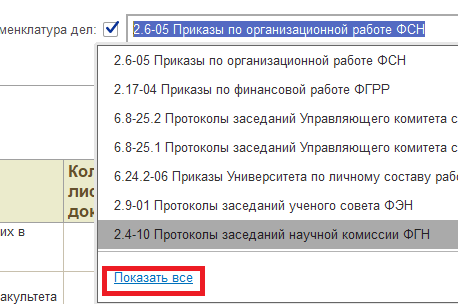 менклатура дел: 2.6-05 Приказы по организационной работе ФСН
2.6-05 Приказы по организационной работе ФСН
2.17-04 Приказы по финансовой работе ФГРР
6.8-25.2 Протоколы заседаний Управляющего комитета с
6.8-25.1 Протоколы заседаний Управляющего комитета с
6.24.2-06 Приказы Университета по личному составу рабо
2.9-01 Протоколы заседаний ученого совета ФЭН
2.4-10 Протоколы заседаний научной комиссии ФГН
Показать все
Кол
лис
док
их в
акультета